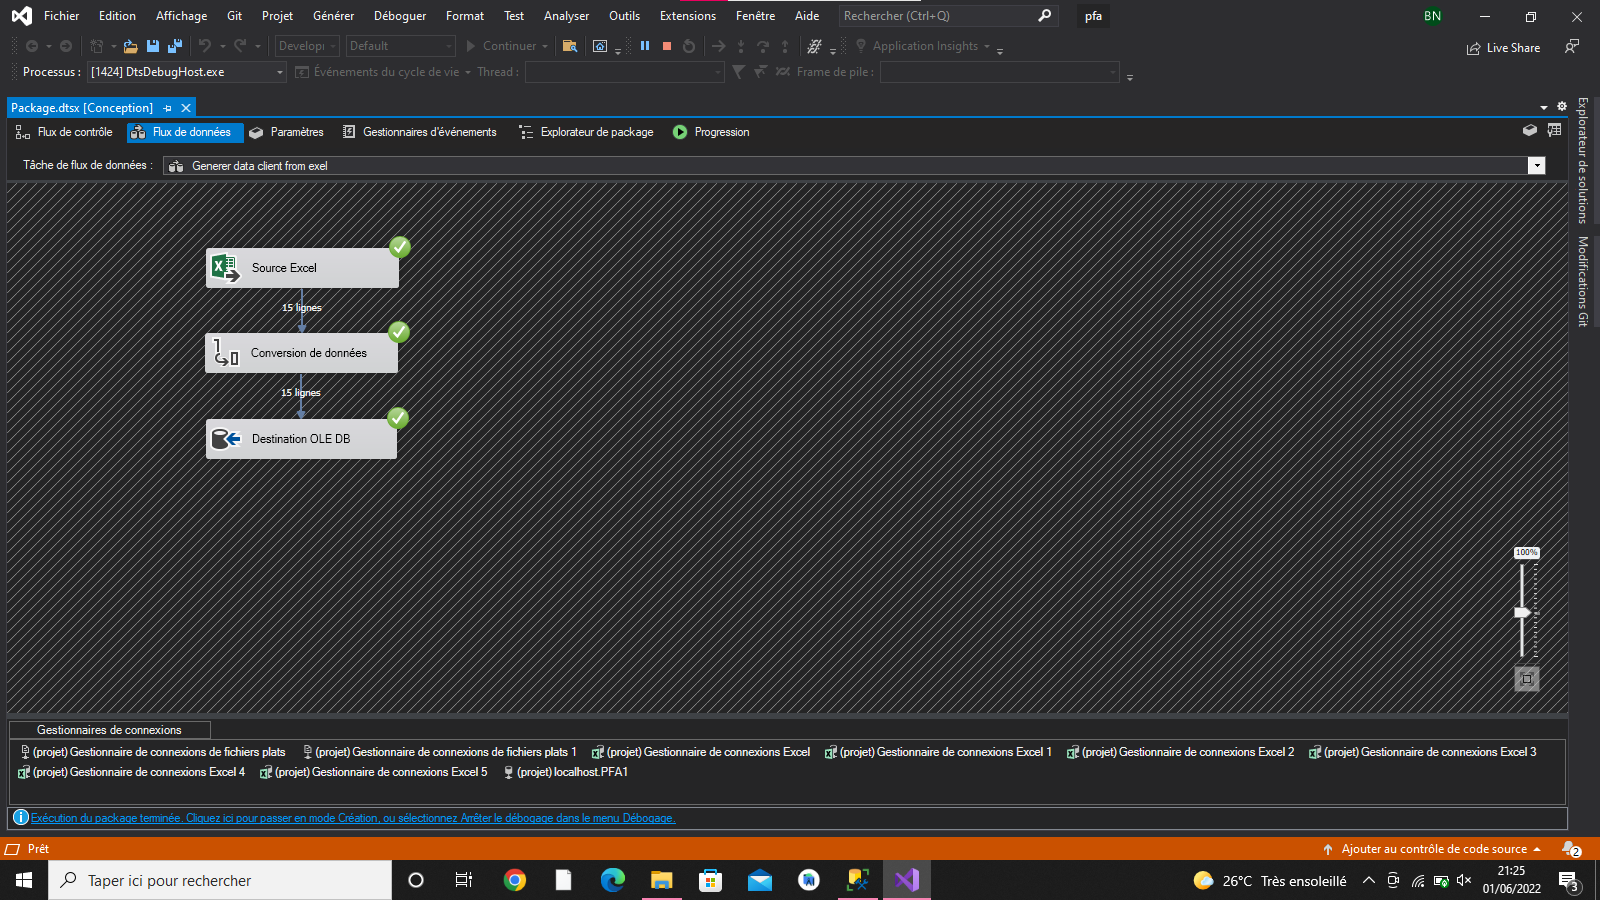 Fichier Edition Affichage Git Projet Générer Déboguer Format Test Analyser Outils Extensions Fenêtre Aide Rechercher (Ctrl+Q) pfa BN
Developi Default Continuer Application Insights Live Share
Processus : [1424] DtsDebugHost.exe Événements du cycle de vie Thread : Frame de pile :
Package.dtsx [Conception]
Flux de contrôle Flux de données Paramètres Gestionnaires d'événements Explorateur de package Progression
Tâche de flux de données : Generer data client from exel
Explorateur de solutions
Modifications Git
Source Excel
15 lignes
Conversion de données
15 lignes
Destination OLE DB
100%
Gestionnaires de connexions
(projet) Gestionnaire de connexions de fichiers plats (projet) Gestionnaire de connexions de fichiers plats 1 (projet) Gestionnaire de connexions Excel (projet) Gestionnaire de connexions Excel 1 (projet) Gestionnaire de connexions Excel 2 (projet) Gestionnaire de connexions Excel 3
(projet) Gestionnaire de connexions Excel 4 (projet) Gestionnaire de connexions Excel 5 (projet) localhost.PFA1
Exécution du package terminée. Cliquez ici pour passer en mode Création, ou sélectionnez Arrêter le débogage dans le menu Débogage.
Prêt Ajouter au contrôle de code source 2
Taper ici pour rechercher 26°C Très ensoleillé 21:25
01/06/2022 3